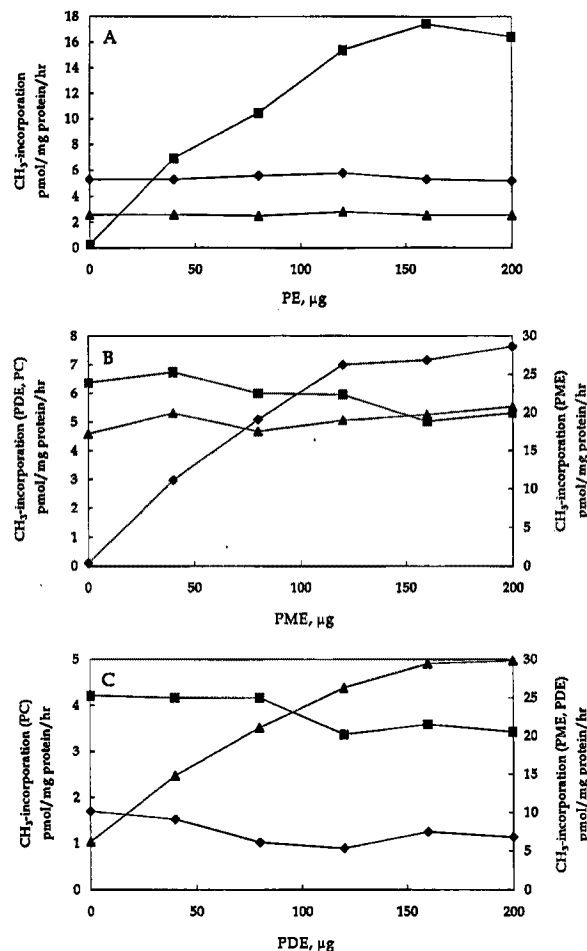 A
18
16
14
12
10
8
6
4
2
0
0 50 100 150 200
CH₃-incorporation
pmol/mg protein/hr
PE, µg
B
8
7
6
5
4
3
2
1
0
30
25
20
15
10
5
0
0 50 100 150 200
CH₃-incorporation (PDE, PC)
pmol/mg protein/hr
CH₃-incorporation (PME)
pmol/mg protein/hr
PME, µg
C
5
4
3
2
1
0
30
25
20
15
10
5
0
0 50 100 150 200
CH₃-incorporation (PC)
pmol/mg protein/hr
CH₃-incorporation (PME, PDE)
pmol/mg protein/hr
PDE, µg